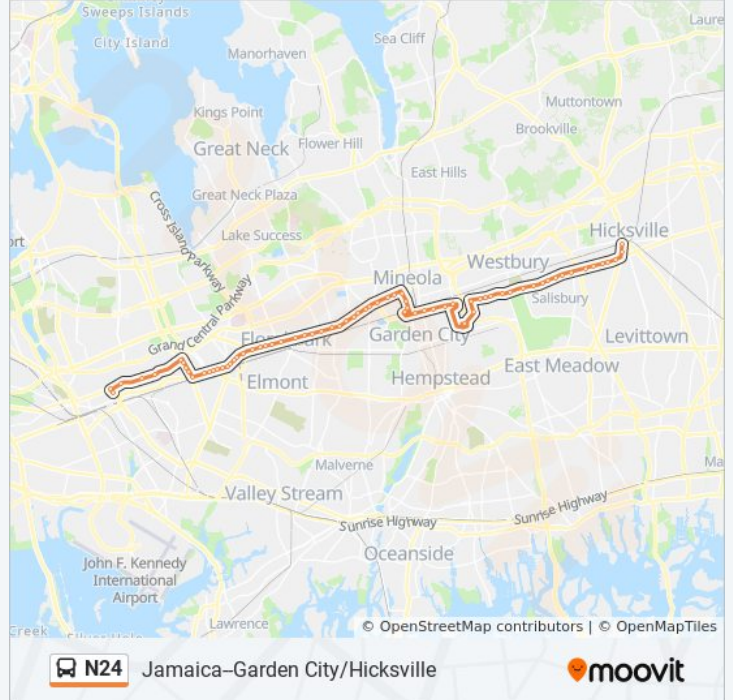 Sweeps Islands
Laure
City Island
Sea Cliff
Manorhaven
Muttontown
Kings Point
Brookville
Flower Hill
Great Neck
East Hills
Great Neck Plaza
Cross Island Parkway
Hicksville
Lake Success
ort
Westbury
Mineola
Salisbury
Grand Central Parkway
Garden City
Levittown
East Meadow
Elmont
Hempstead
Malverne
Ma
Valley Stream
Sunrise Highway
Sunrise Highway
Oceanside
John F. Kennedy
International
Airport
Lawrence
Creek
© OpenStreetMap contributors | © OpenMapTiles
N24 Jamaica–Garden City/Hicksville
moovit